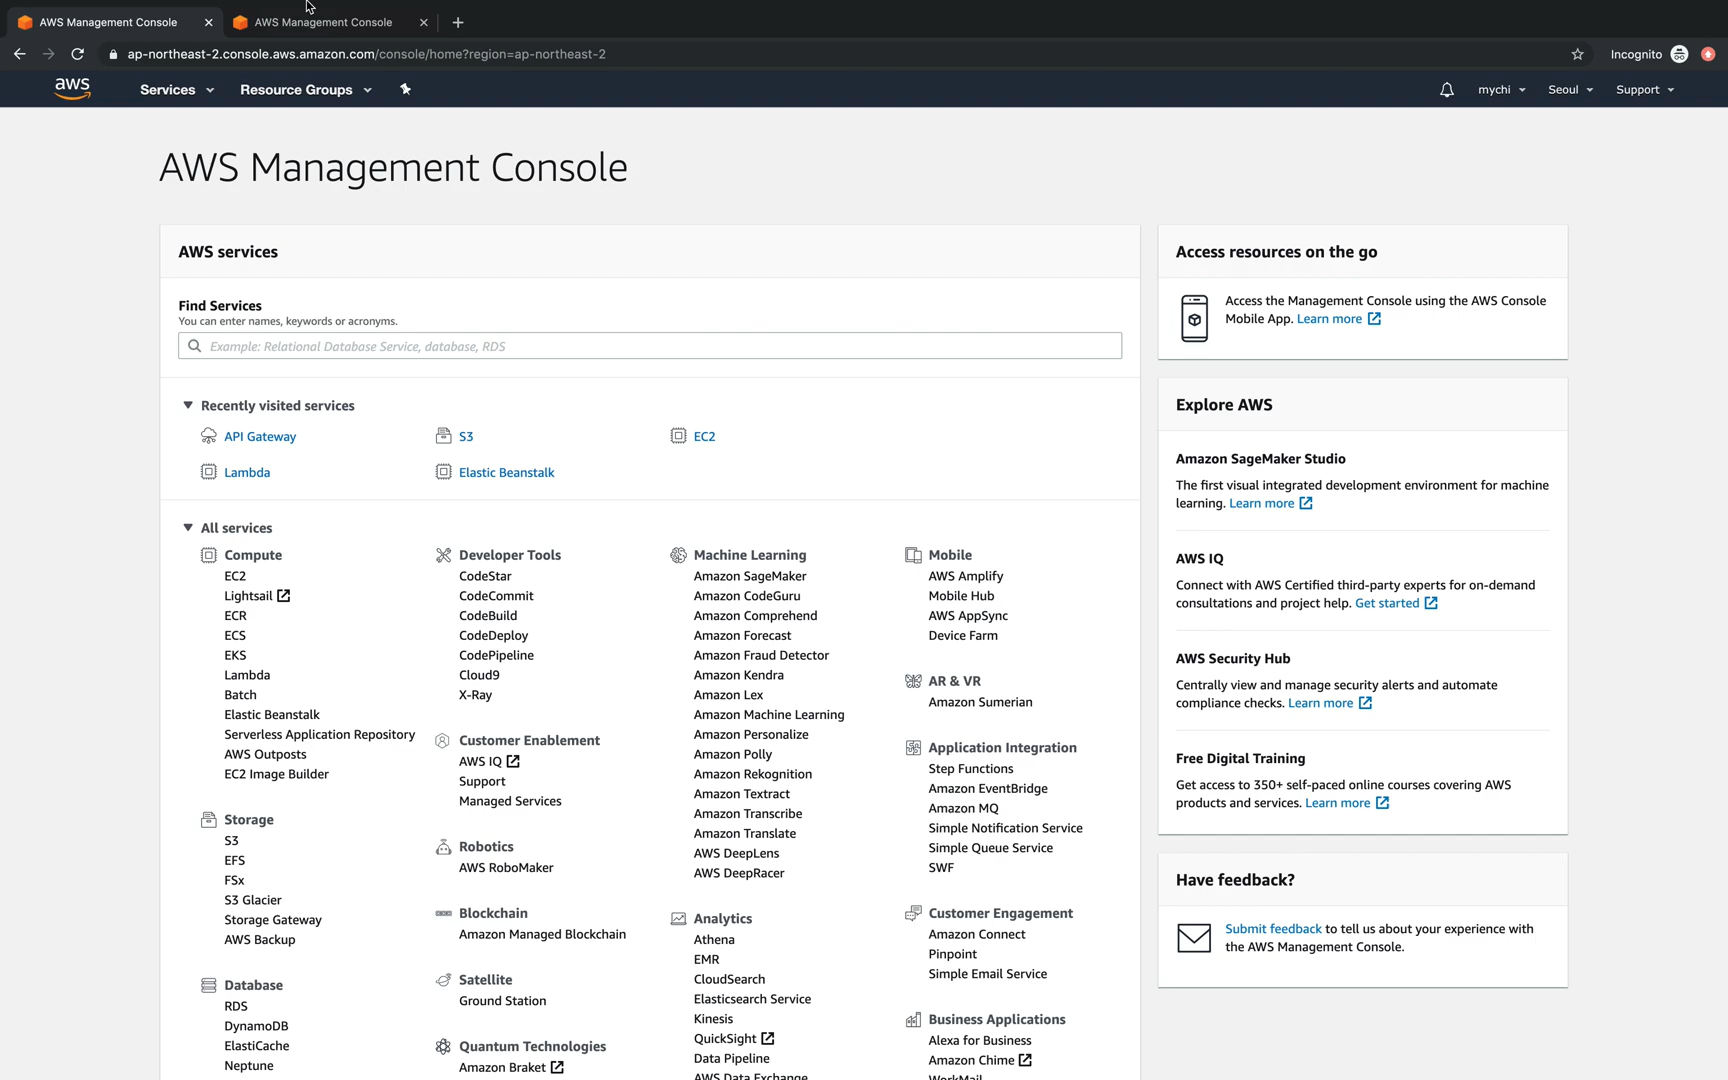 AWS Management Console
AWS Management Console
ap-northeast-2.console.aws.amazon.com/console/home?region=ap-northeast-2
Incognito
aws
Services
Resource Groups
mychi
Seoul
Support
AWS Management Console
AWS services
Find Services
You can enter names, keywords or acronyms.
Example: Relational Database Service, database, RDS
Recently visited services
API Gateway
S3
EC2
Lambda
Elastic Beanstalk
All services
Compute
EC2
Lightsail
ECR
ECS
EKS
Lambda
Batch
Elastic Beanstalk
Serverless Application Repository
AWS Outposts
EC2 Image Builder
Storage
S3
EFS
FSx
S3 Glacier
Storage Gateway
AWS Backup
Database
RDS
DynamoDB
ElastiCache
Neptune
Developer Tools
CodeStar
CodeCommit
CodeBuild
CodeDeploy
CodePipeline
Cloud9
X-Ray
Customer Enablement
AWS IQ
Support
Managed Services
Robotics
AWS RoboMaker
Blockchain
Amazon Managed Blockchain
Satellite
Ground Station
Quantum Technologies
Amazon Braket
Machine Learning
Amazon SageMaker
Amazon CodeGuru
Amazon Comprehend
Amazon Forecast
Amazon Fraud Detector
Amazon Kendra
Amazon Lex
Amazon Machine Learning
Amazon Personalize
Amazon Polly
Amazon Rekognition
Amazon Textract
Amazon Transcribe
Amazon Translate
AWS DeepLens
AWS DeepRacer
Analytics
Athena
EMR
CloudSearch
Elasticsearch Service
Kinesis
QuickSight
Data Pipeline
AWS Data Exchange
Mobile
AWS Amplify
Mobile Hub
AWS AppSync
Device Farm
AR & VR
Amazon Sumerian
Application Integration
Step Functions
Amazon EventBridge
Amazon MQ
Simple Notification Service
Simple Queue Service
SWF
Customer Engagement
Amazon Connect
Pinpoint
Simple Email Service
Business Applications
Alexa for Business
Amazon Chime
WorkMail
Access resources on the go
Access the Management Console using the AWS Console
Mobile App. Learn more
Explore AWS
Amazon SageMaker Studio
The first visual integrated development environment for machine
learning. Learn more
AWS IQ
Connect with AWS Certified third-party experts for on-demand
consultations and project help. Get started
AWS Security Hub
Centrally view and manage security alerts and automate
compliance checks. Learn more
Free Digital Training
Get access to 350+ self-paced online courses covering AWS
products and services. Learn more
Have feedback?
Submit feedback to tell us about your experience with
the AWS Management Console.